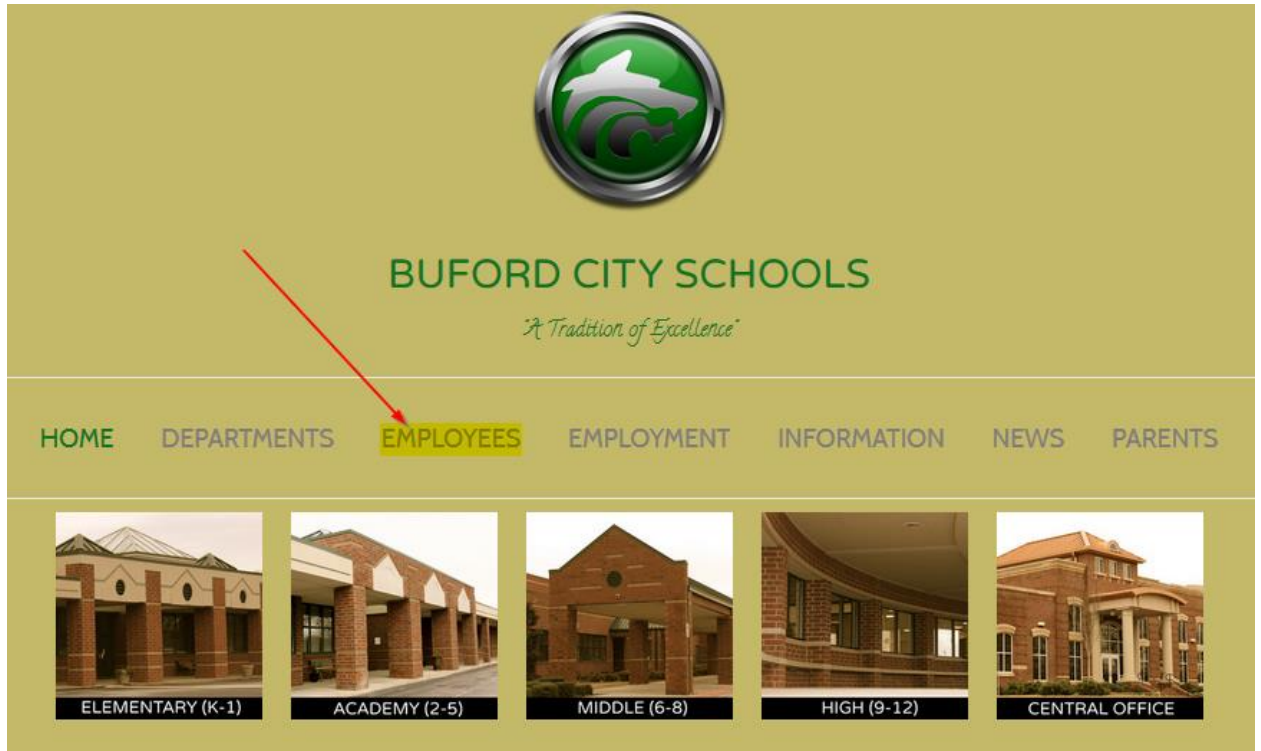 BUFORD CITY SCHOOLS
"A Tradition of Excellence"
HOME DEPARTMENTS EMPLOYEES EMPLOYMENT INFORMATION NEWS PARENTS
ELEMENTARY (K-1) ACADEMY (2-5) MIDDLE (6-8) HIGH (9-12) CENTRAL OFFICE